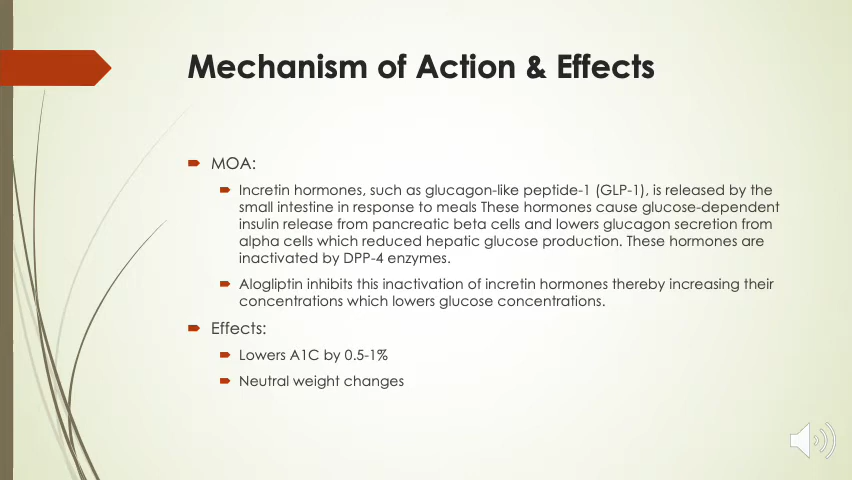 Mechanism of Action & Effects
MOA:
Incretin hormones, such as glucagon-like peptide-1 (GLP-1), is released by the
small intestine in response to meals These hormones cause glucose-dependent
insulin release from pancreatic beta cells and lowers glucagon secretion from
alpha cells which reduced hepatic glucose production. These hormones are
inactivated by DPP-4 enzymes.
Alogliptin inhibits this inactivation of incretin hormones thereby increasing their
concentrations which lowers glucose concentrations.
Effects:
Lowers A1C by 0.5-1%
Neutral weight changes